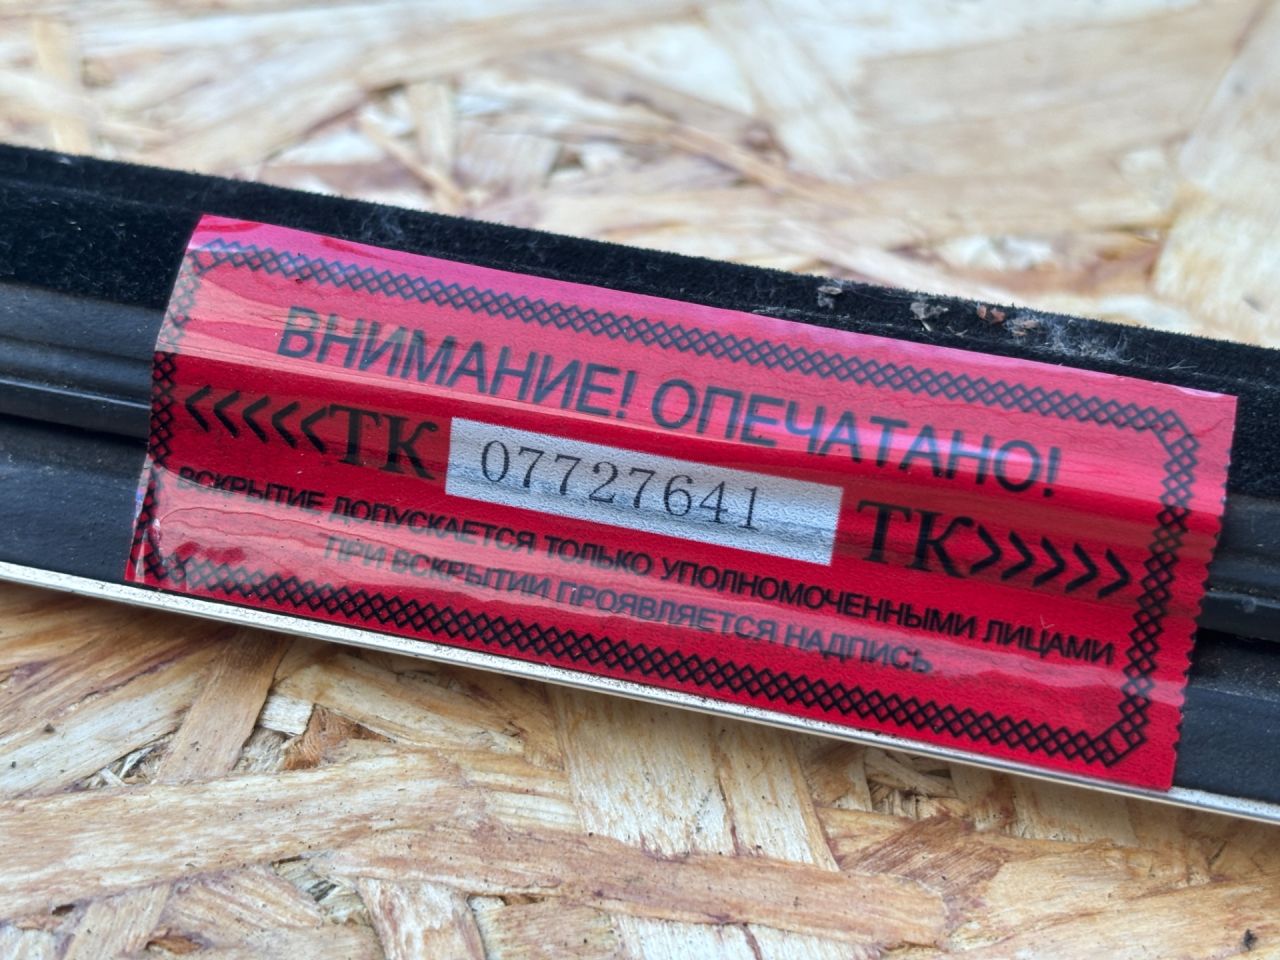 ВНИМАНИЕ! ОПЕЧАТАНО!
<<<<<ТК 07727641 ТК>>>>>
ВСКРЫТИЕ ДОПУСКАЕТСЯ ТОЛЬКО УПОЛНОМОЧЕННЫМИ ЛИЦАМИ
ПРИ ВСКРЫТИИ ПРОЯВЛЯЕТСЯ НАДПИСЬ